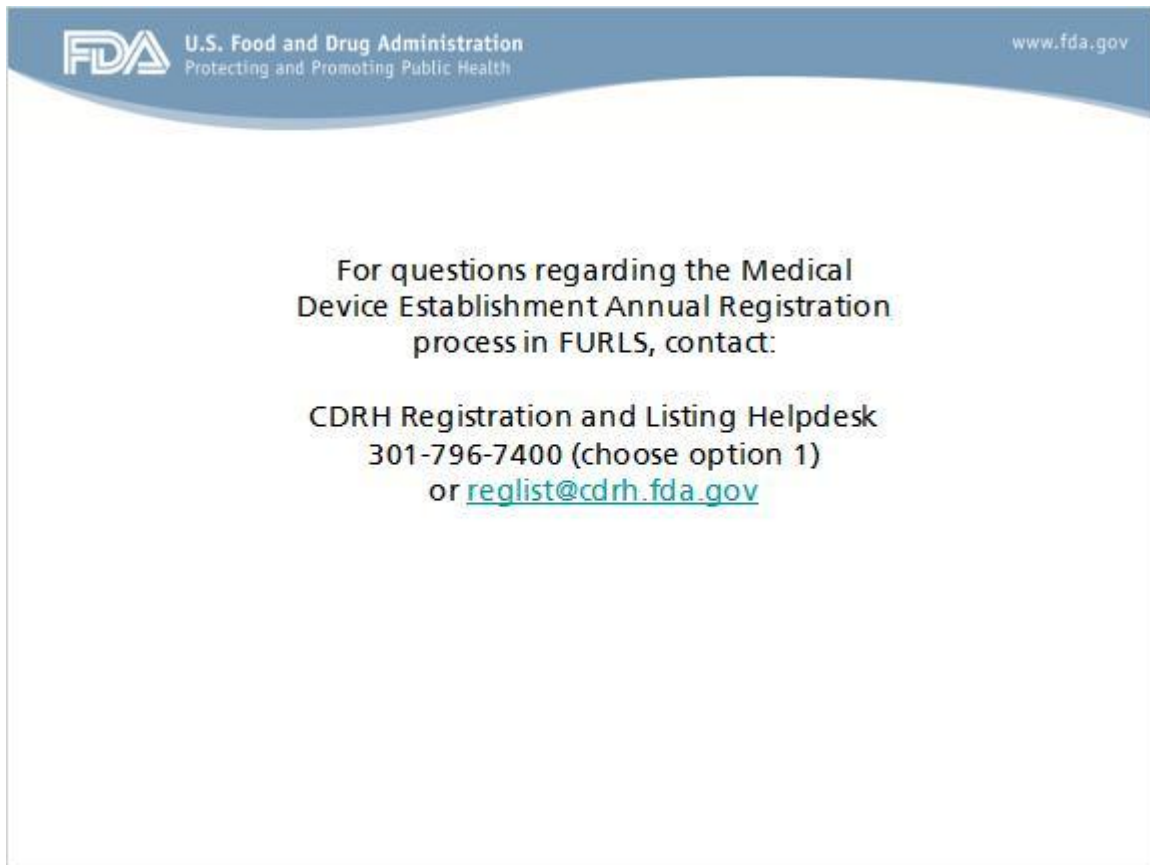 FDA
U.S. Food and Drug Administration
Protecting and Promoting Public Health
www.fda.gov
For questions regarding the Medical
Device Establishment Annual Registration
process in FURLS, contact:
CDRH Registration and Listing Helpdesk
301-796-7400 (choose option 1)
or reglist@cdrh.fda.gov